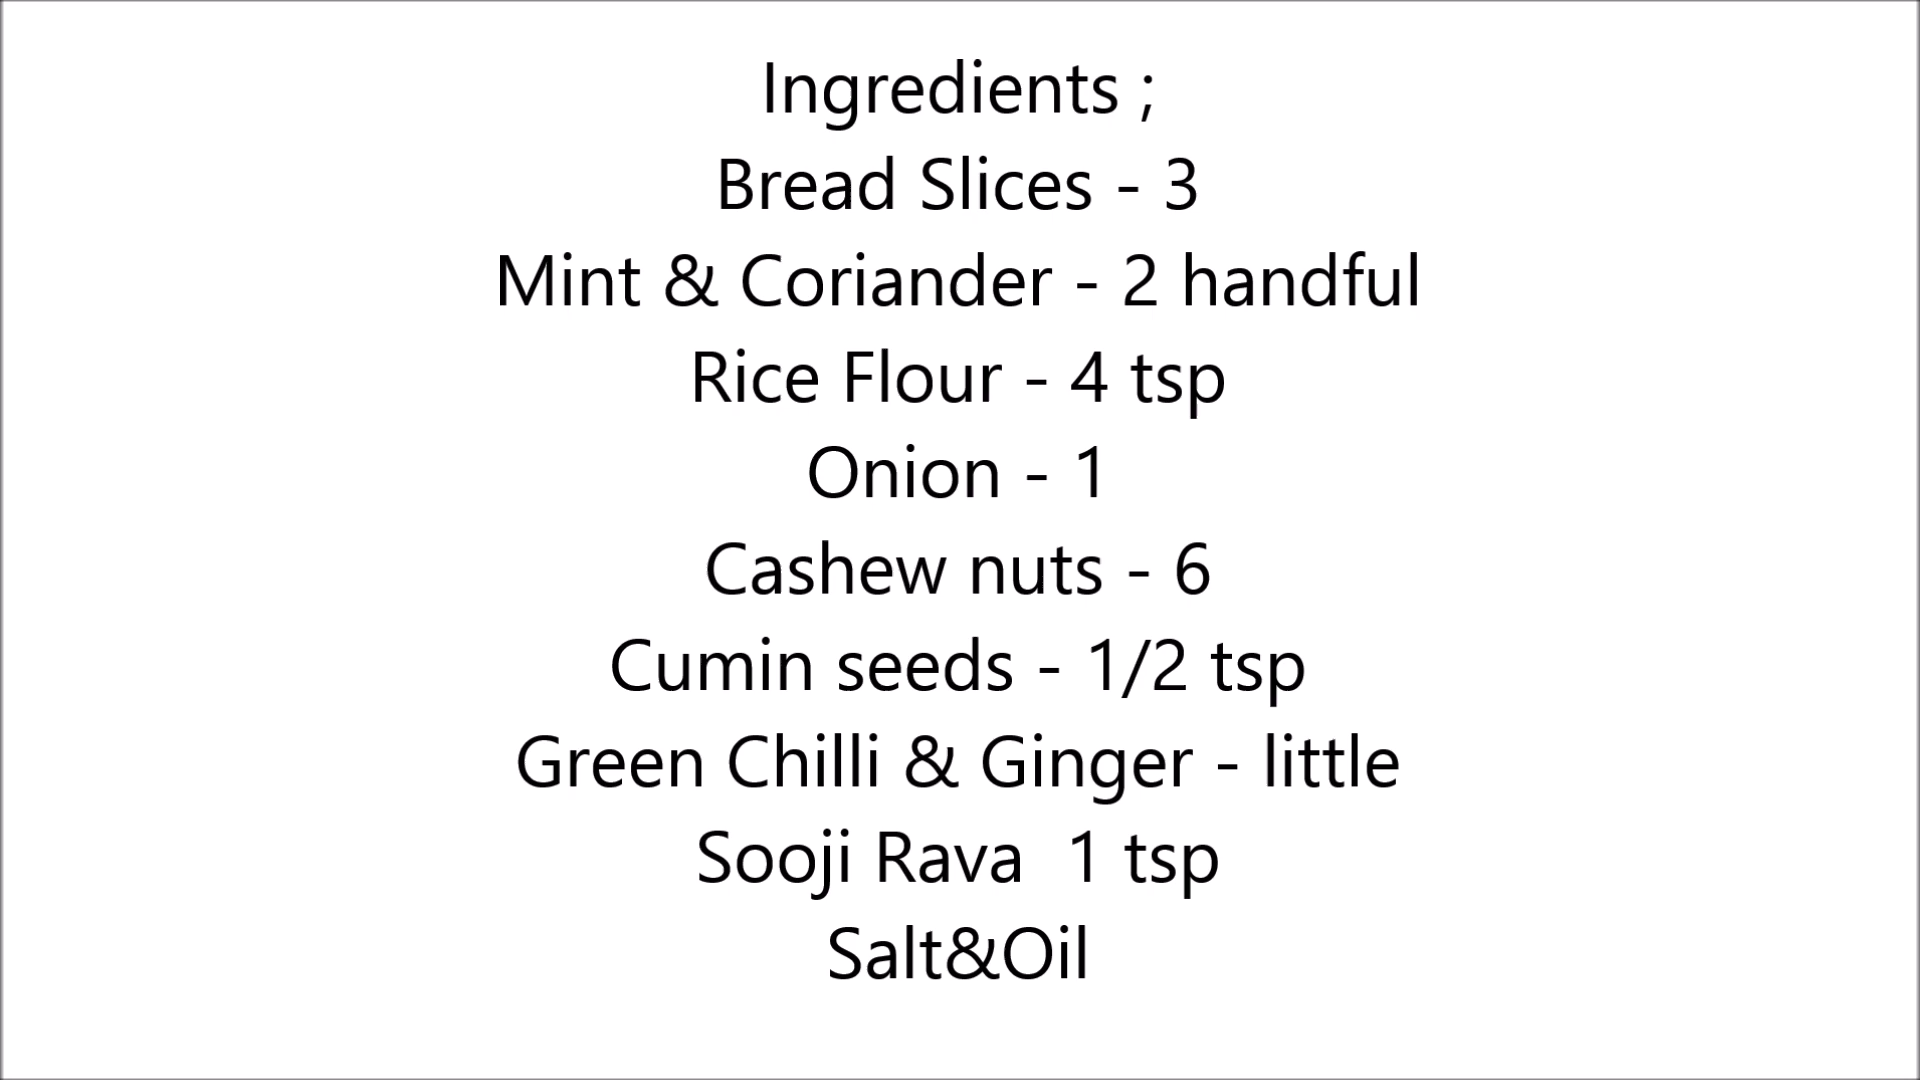 Ingredients ;
Bread Slices - 3
Mint & Coriander - 2 handful
Rice Flour - 4 tsp
Onion - 1
Cashew nuts - 6
Cumin seeds - 1/2 tsp
Green Chilli & Ginger - little
Sooji Rava  1 tsp
Salt&Oil